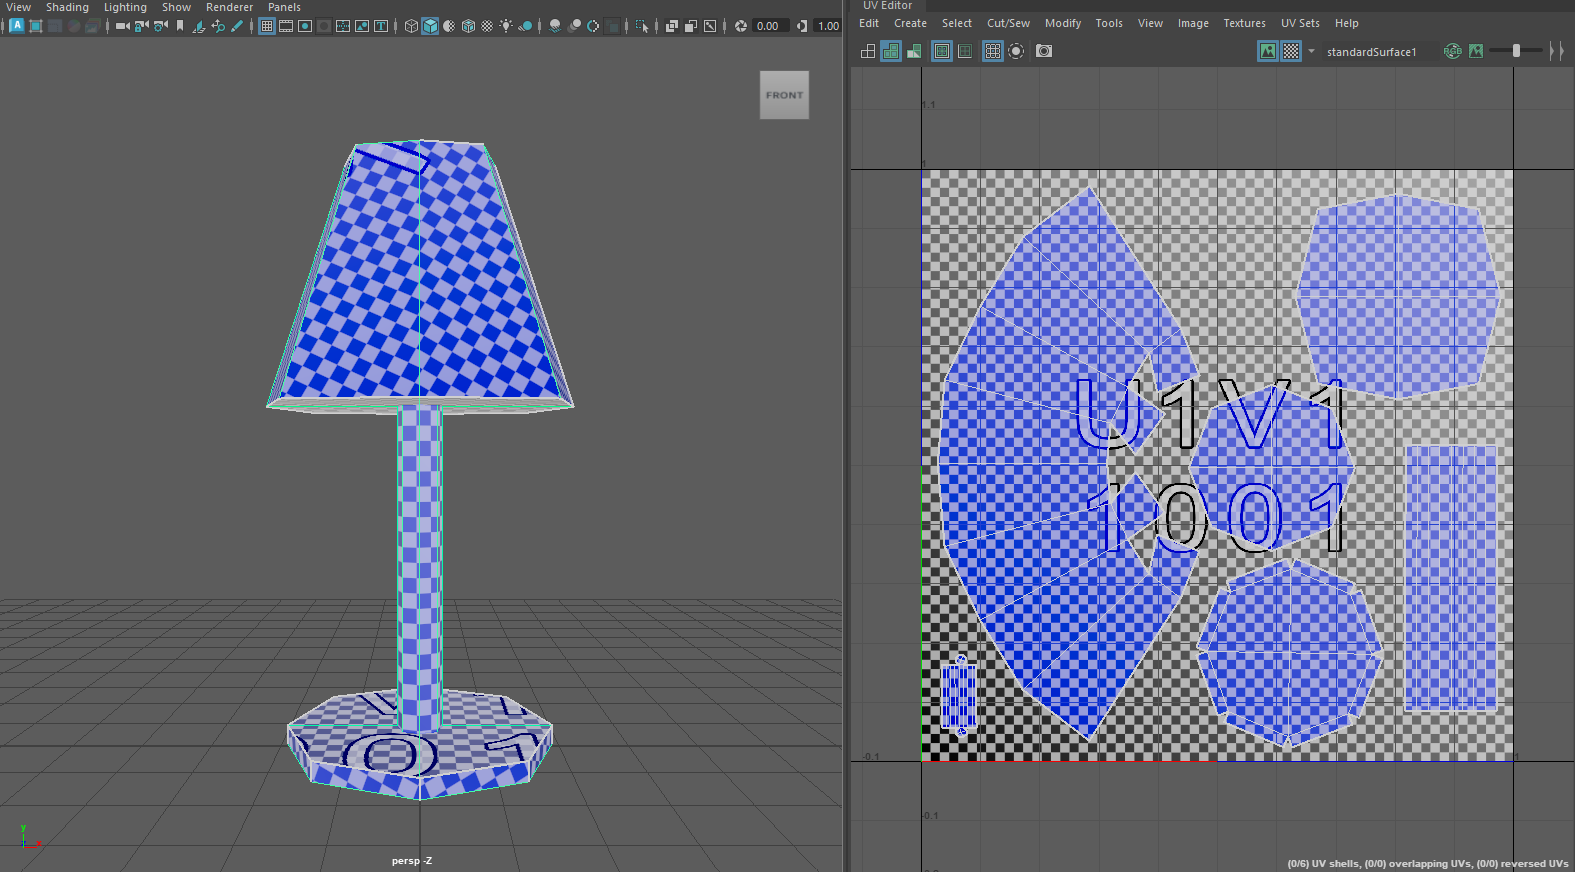 View Shading Lighting Show Renderer Panels
0.00 1.00
FRONT
persp -Z
y
x
UV Editor
Edit Create Select Cut/Sew Modify Tools View Image Textures UV Sets Help
standardSurface1
RGB
1.1
1
U1V1
1001
-0.1
1
-0.1
(0/6) UV shells, (0/0) overlapping UVs, (0/0) reversed UVs